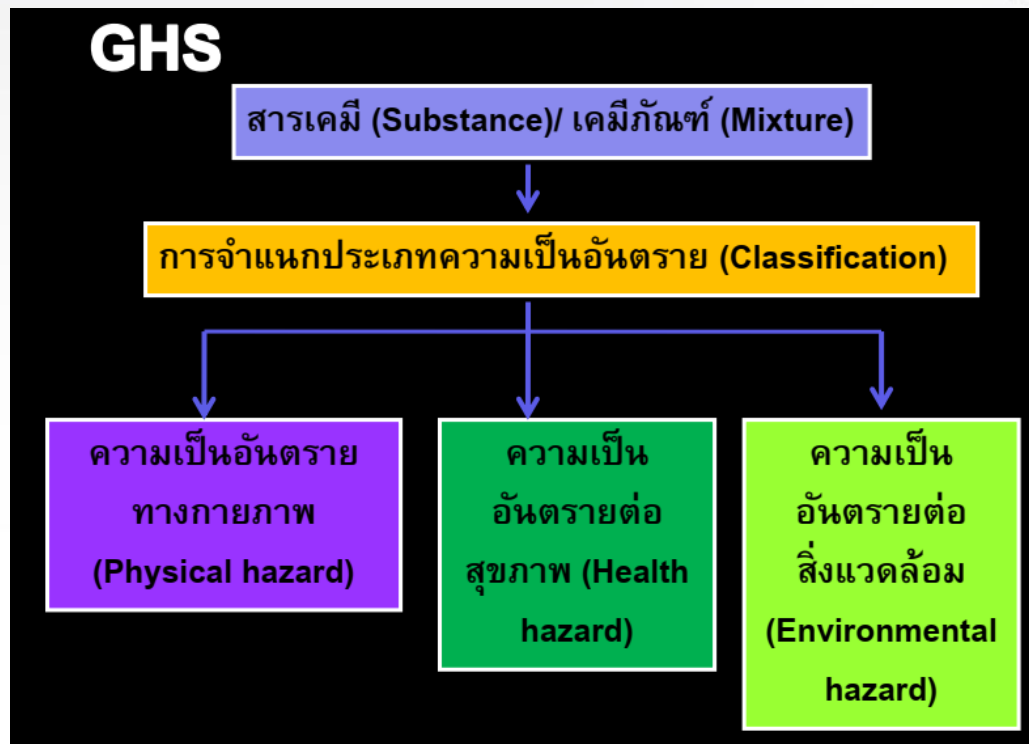 GHS
สารเคมี (Substance)/ เคมีภัณฑ์ (Mixture)
การจำแนกประเภทความเป็นอันตราย (Classification)
ความเป็นอันตราย
ทางกายภาพ
(Physical hazard)
ความเป็น
อันตรายต่อ
สุขภาพ (Health
hazard)
ความเป็น
อันตรายต่อ
สิ่งแวดล้อม
(Environmental
hazard)